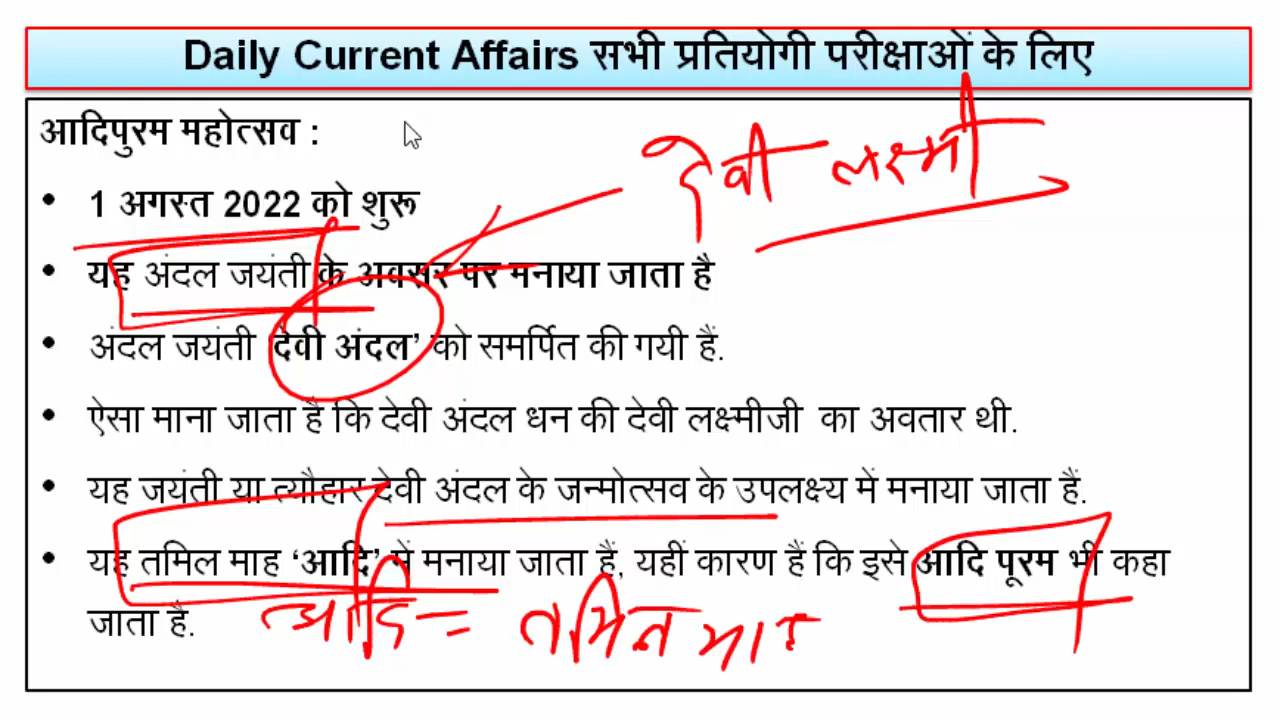 Daily Current Affairs सभी प्रतियोगी परीक्षाओं के लिए
आदिपुरम महोत्सव :
देवी लक्ष्मी
• 1 अगस्त 2022 को शुरू
• यह अंदल जयंती के अवसर पर मनाया जाता है
• अंदल जयंती 'देवी अंदल' को समर्पित की गयी हैं.
• ऐसा माना जाता है कि देवी अंदल धन की देवी लक्ष्मीजी का अवतार थी.
• यह जयंती या त्यौहार देवी अंदल के जन्मोत्सव के उपलक्ष्य में मनाया जाता हैं.
• यह तमिल माह ‘आदि’ में मनाया जाता हैं, यहीं कारण हैं कि इसे आदि पूरम भी कहा
जाता है.
आदि = तमिल माह